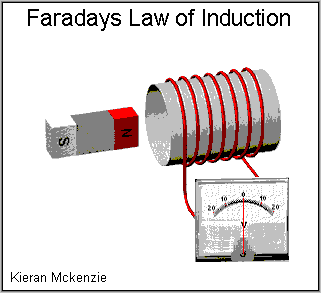 Faradays Law of Induction
S
N
20 10 0 10 20
V
Kieran Mckenzie